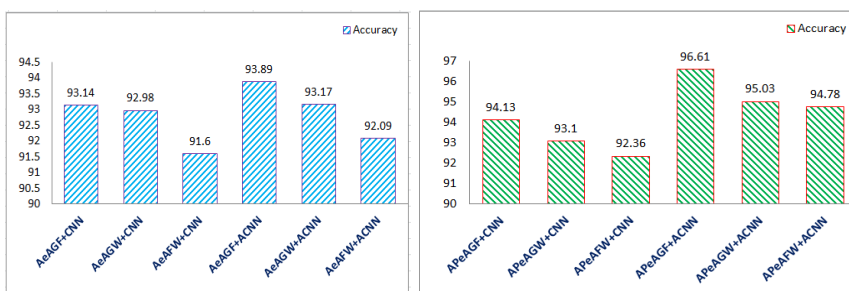 Accuracy
94.5
94
93.5
93
92.5
92
91.5
91
90.5
90
93.14
92.98
91.6
93.89
93.17
92.09
AeAGF+CNN
AeAGW+CNN
AeAFW+CNN
AeAGF+ACNN
AeAGW+ACNN
AeAFW+ACNN
Accuracy
97
96
95
94
93
92
91
90
94.13
93.1
92.36
96.61
95.03
94.78
APeAGF+CNN
APeAGW+CNN
APeAFW+CNN
APeAGF+ACNN
APeAGW+ACNN
APeAFW+ACNN